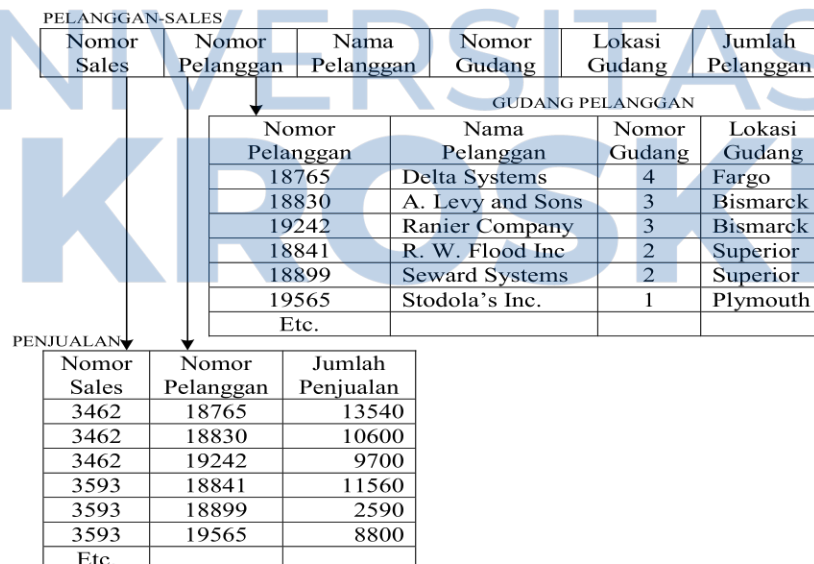 PELANGGAN-SALES
Nomor Sales Nomor Pelanggan Nama Pelanggan Nomor Gudang Lokasi Gudang Jumlah Pelanggan
GUDANG PELANGGAN
Nomor Pelanggan Nama Pelanggan Nomor Gudang Lokasi Gudang
18765 Delta Systems 4 Fargo
18830 A. Levy and Sons 3 Bismarck
19242 Ranier Company 3 Bismarck
18841 R. W. Flood Inc 2 Superior
18899 Seward Systems 2 Superior
19565 Stodola’s Inc. 1 Plymouth
Etc.
PENJUALAN
Nomor Sales Nomor Pelanggan Jumlah Penjualan
3462 18765 13540
3462 18830 10600
3462 19242 9700
3593 18841 11560
3593 18899 2590
3593 19565 8800
Etc.